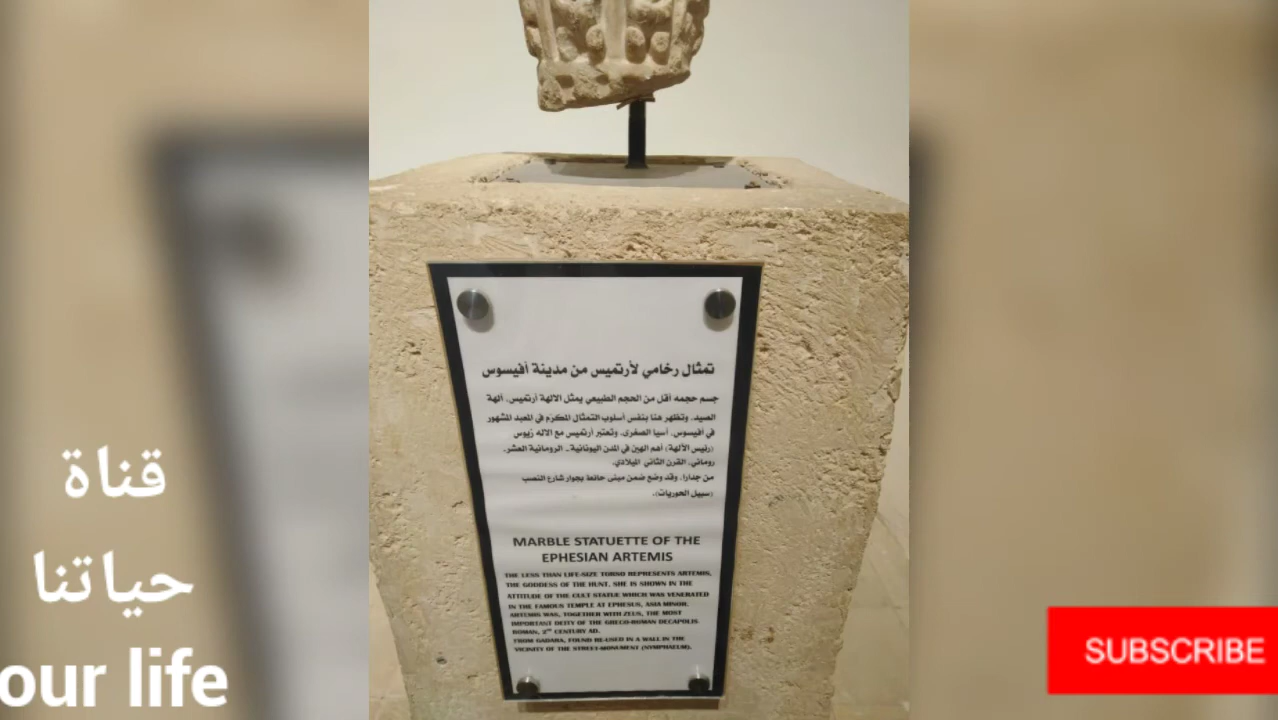 تمثال رخامي لأرتميس من مدينة أفيسوس
جسم حجمه أقل من الحجم الطبيعي يمثل الالهة أرتميس، ألهة
الصيد. وتظهر هنا بنفس أسلوب التمثال المكرّم في المعبد المشهور
في أفيسوس. أسيا الصغرى. وتعتبر أرتميس مع الاله زيوس
(رئيس الألهة) أهم الهين في المدن اليونانية - الرومانية العشر.
روماني، القرن الثاني الميلادي.
من جدارا. وقد وضع ضمن مبنى حائط بجوار شارع النصب
(سبيل الحوريات).
MARBLE STATUETTE OF THE
EPHESIAN ARTEMIS
THE LESS THAN LIFE-SIZE TORSO REPRESENTS ARTEMIS,
THE GODDESS OF THE HUNT. SHE IS SHOWN IN THE
ATTITUDE OF THE CULT STATUE WHICH WAS VENERATED
IN THE FAMOUS TEMPLE AT EPHESUS, ASIA MINOR.
ARTEMIS WAS, TOGETHER WITH ZEUS, THE MOST
IMPORTANT DEITY OF THE GRECO-ROMAN DECAPOLIS
ROMAN, 2ND CENTURY AD.
FROM GADARA, FOUND RE-USED IN A WALL IN THE
VICINITY OF THE STREET-MONUMENT (NYMPHAEUM).
قناة
حياتنا
our life
SUBSCRIBE